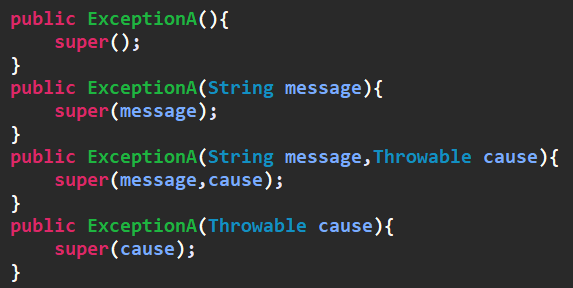 public ExceptionA(){
    super();
}
public ExceptionA(String message){
    super(message);
}
public ExceptionA(String message,Throwable cause){
    super(message,cause);
}
public ExceptionA(Throwable cause){
    super(cause);
}